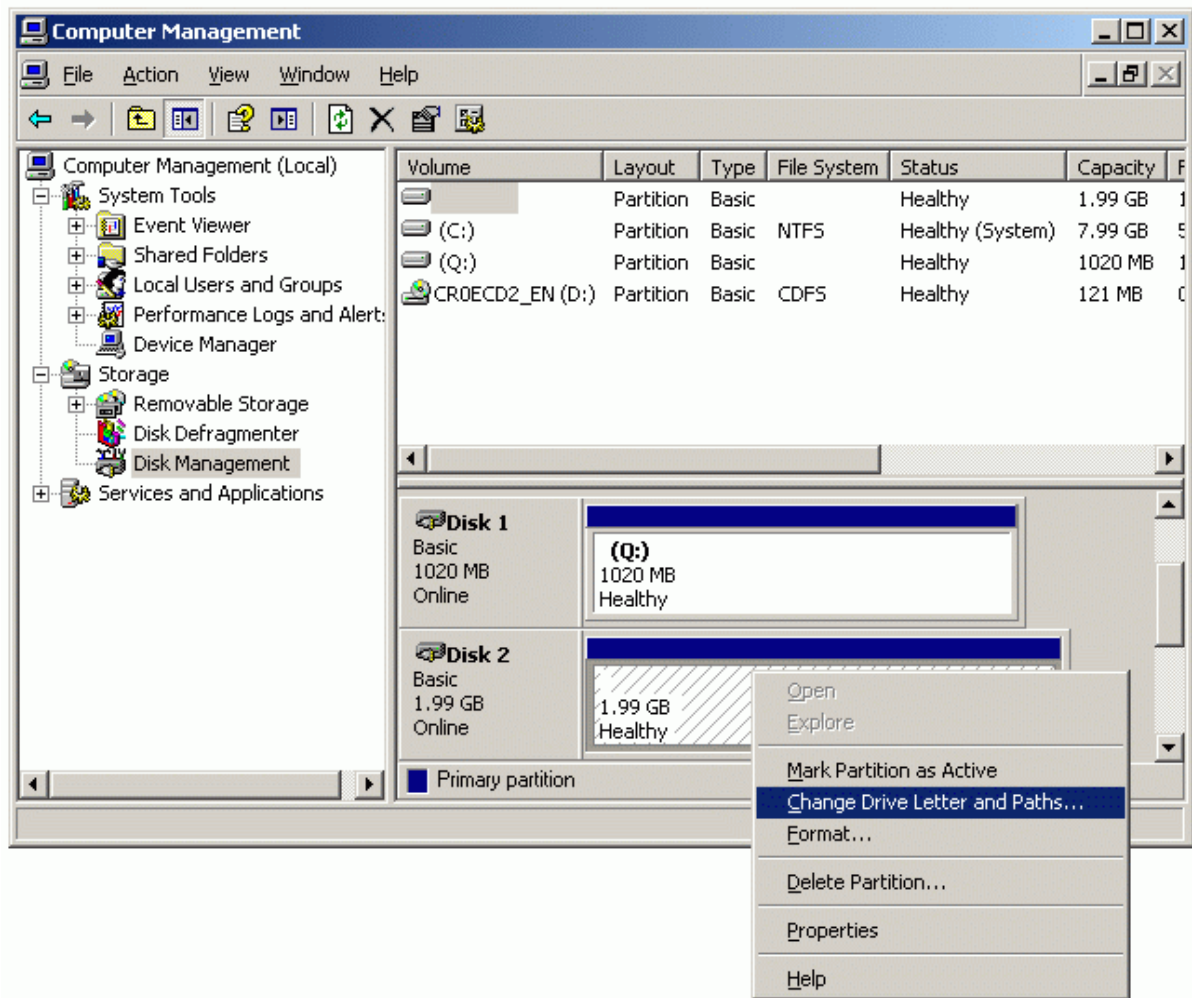 Computer Management
File Action View Window Help
Computer Management (Local)
System Tools
Event Viewer
Shared Folders
Local Users and Groups
Performance Logs and Alert
Device Manager
Storage
Removable Storage
Disk Defragmenter
Disk Management
Services and Applications
Volume Layout Type File System Status Capacity F
Partition Basic Healthy 1.99 GB 1
(C:) Partition Basic NTFS Healthy (System) 7.99 GB 5
(Q:) Partition Basic Healthy 1020 MB 1
CR0ECD2_EN (D:) Partition Basic CDFS Healthy 121 MB 0
Disk 1
Basic
1020 MB
Online
(Q:)
1020 MB
Healthy
Disk 2
Basic
1.99 GB
Online
1.99 GB
Healthy
Primary partition
Open
Explore
Mark Partition as Active
Change Drive Letter and Paths...
Format...
Delete Partition...
Properties
Help